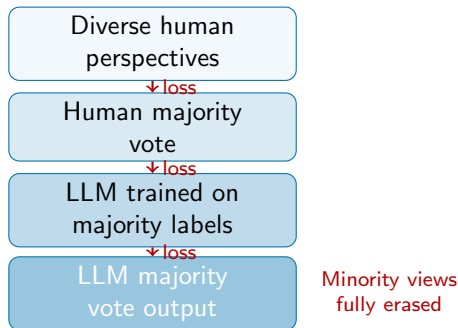 Diverse human
perspectives
↓ loss
Human majority
vote
↓ loss
LLM trained on
majority labels
↓ loss
LLM majority
vote output
Minority views
fully erased